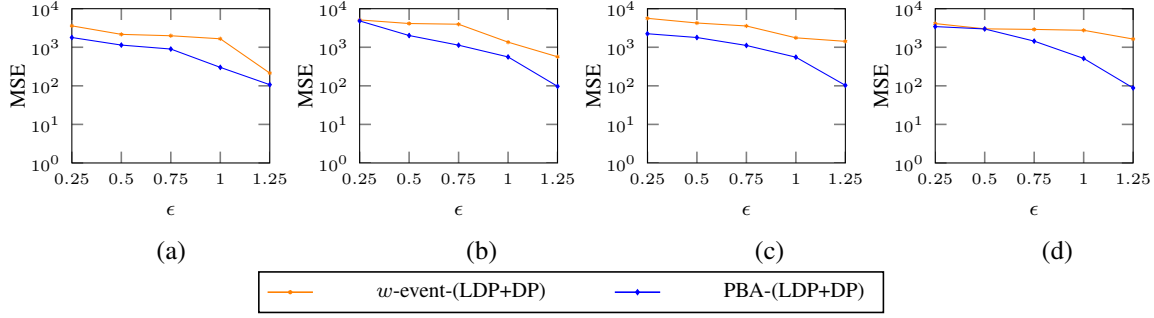 10^4 10^4 10^4 10^4
10^3 10^3 10^3 10^3
10^2 10^2 10^2 10^2
10^1 10^1 10^1 10^1
10^0 10^0 10^0 10^0
MSE MSE MSE MSE
0.25 0.5 0.75 1 1.25 0.25 0.5 0.75 1 1.25 0.25 0.5 0.75 1 1.25 0.25 0.5 0.75 1 1.25
ϵ ϵ ϵ ϵ
(a) (b) (c) (d)
w-event-(LDP+DP) PBA-(LDP+DP)